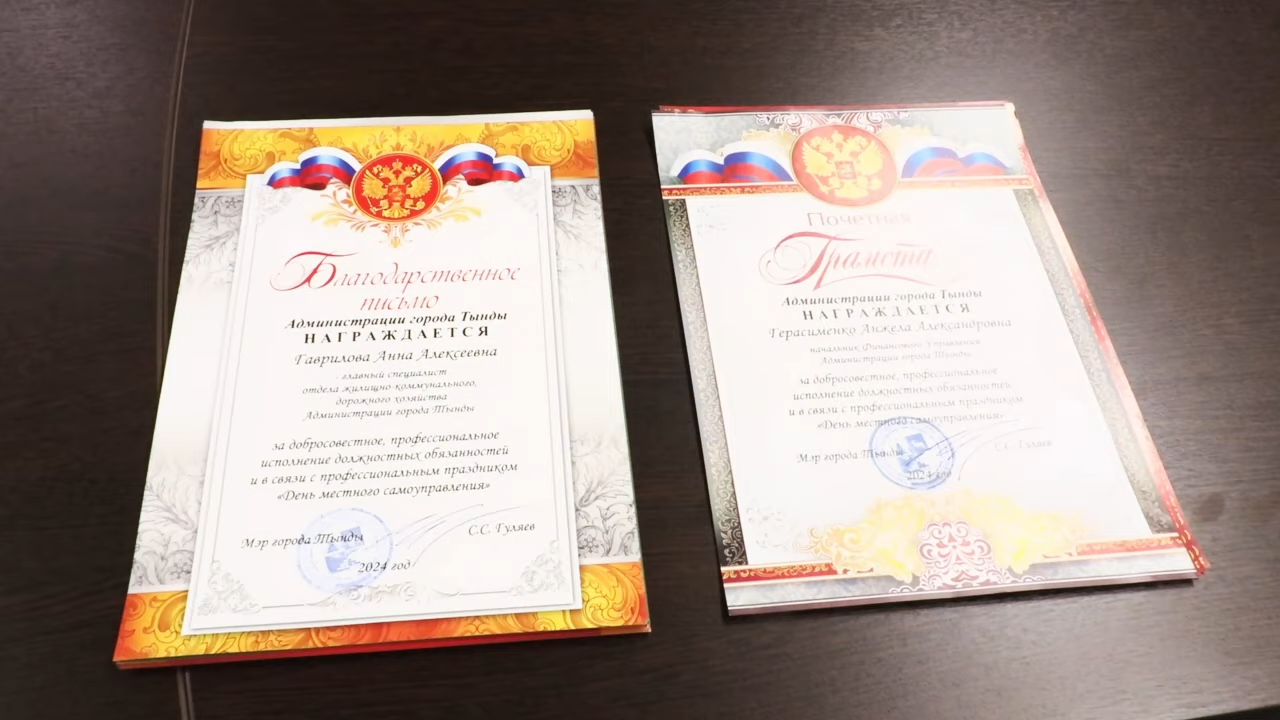 Благодарственное
письмо
Администрации города Тынды
НАГРАЖДАЕТСЯ
Гаврилова Анна Алексеевна
- главный специалист
отдела жилищно-коммунального,
дорожного хозяйства
Администрации города Тынды
за добросовестное, профессиональное
исполнение должностных обязанностей
и в связи с профессиональным праздником
«День местного самоуправления»
Мэр города Тынды
С.С. Гуляев
2024 год
Почетная
Грамота
Администрации города Тынды
НАГРАЖДАЕТСЯ
Герасименко Анжела Александровна
начальник Финансового Управления
Администрации города Тынды
за добросовестное, профессиональное
исполнение должностных обязанностей
и в связи с профессиональным праздником
«День местного самоуправления»
Мэр города Тынды
С.С. Гуляев
2024 год